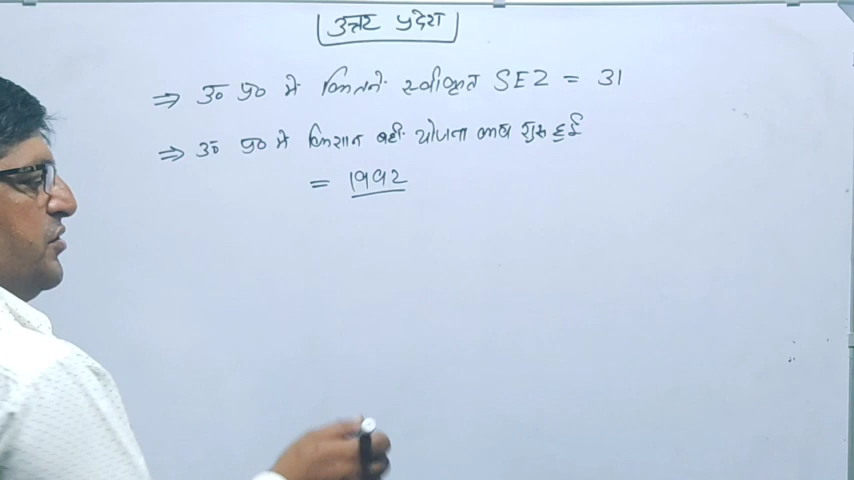 उत्तर प्रदेश
⇒ उ० प्र० मे कितने स्वीकृत SEZ = 31
⇒ उ० प्र० मे किसान बही योजना कब शुरू हुई
= 1992